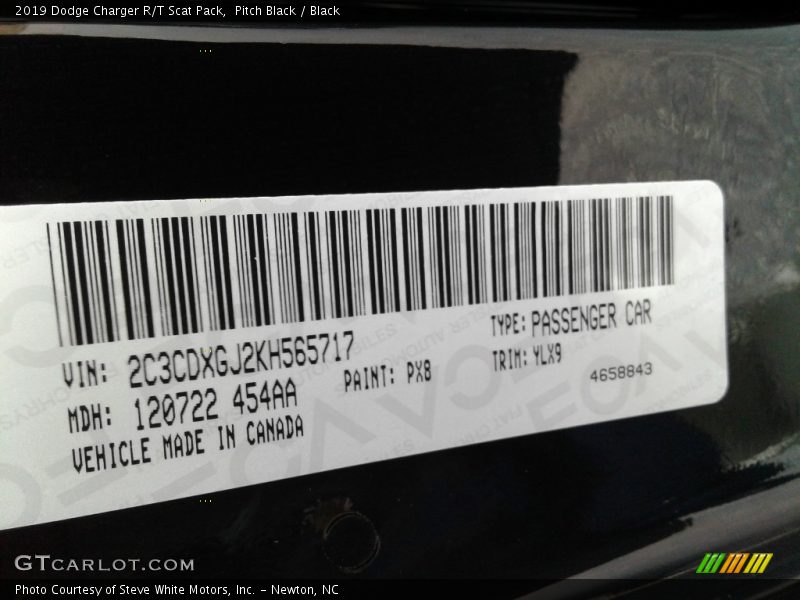 2019 Dodge Charger R/T Scat Pack,  Pitch Black / Black
VIN: 2C3CDXGJ2KH565717
TYPE: PASSENGER CAR
MDH: 120722 454AA
PAINT: PX8
TRIM: YLX9
VEHICLE MADE IN CANADA
4658843
GTCARLOT.COM
Photo Courtesy of Steve White Motors, Inc. – Newton, NC